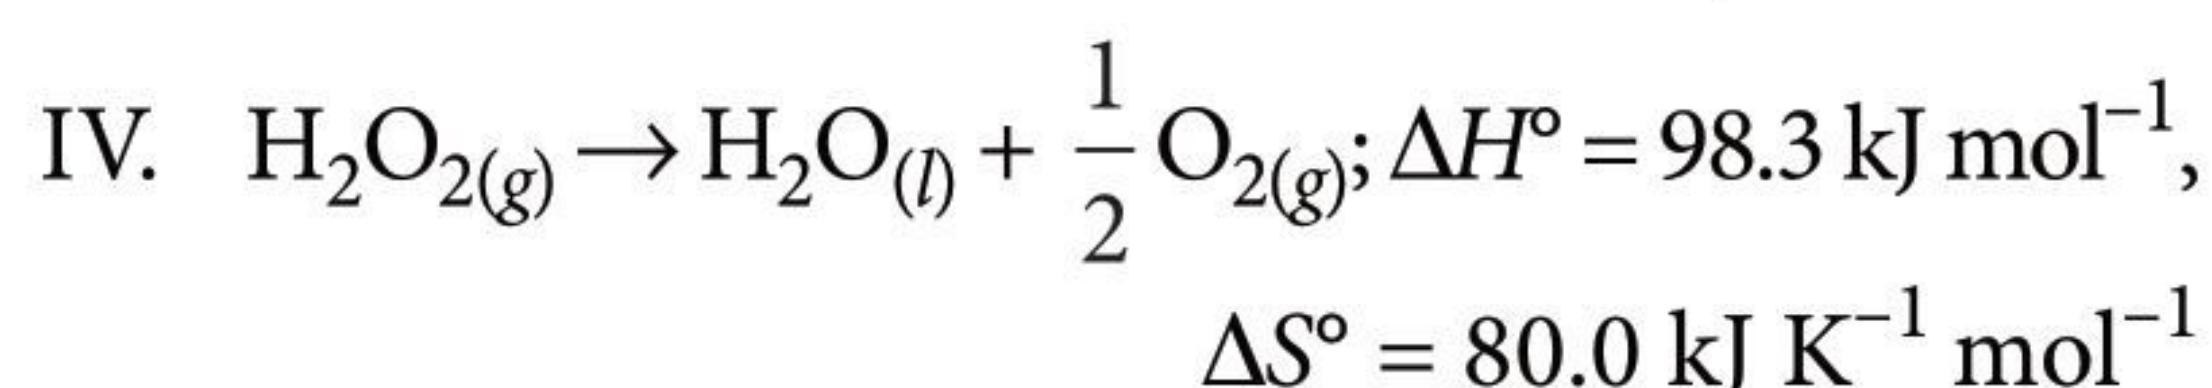 IV. H₂O₂(g) → H₂O(l) + 1/2 O₂(g); ΔH° = 98.3 kJ mol⁻¹,
ΔS° = 80.0 kJ K⁻¹ mol⁻¹